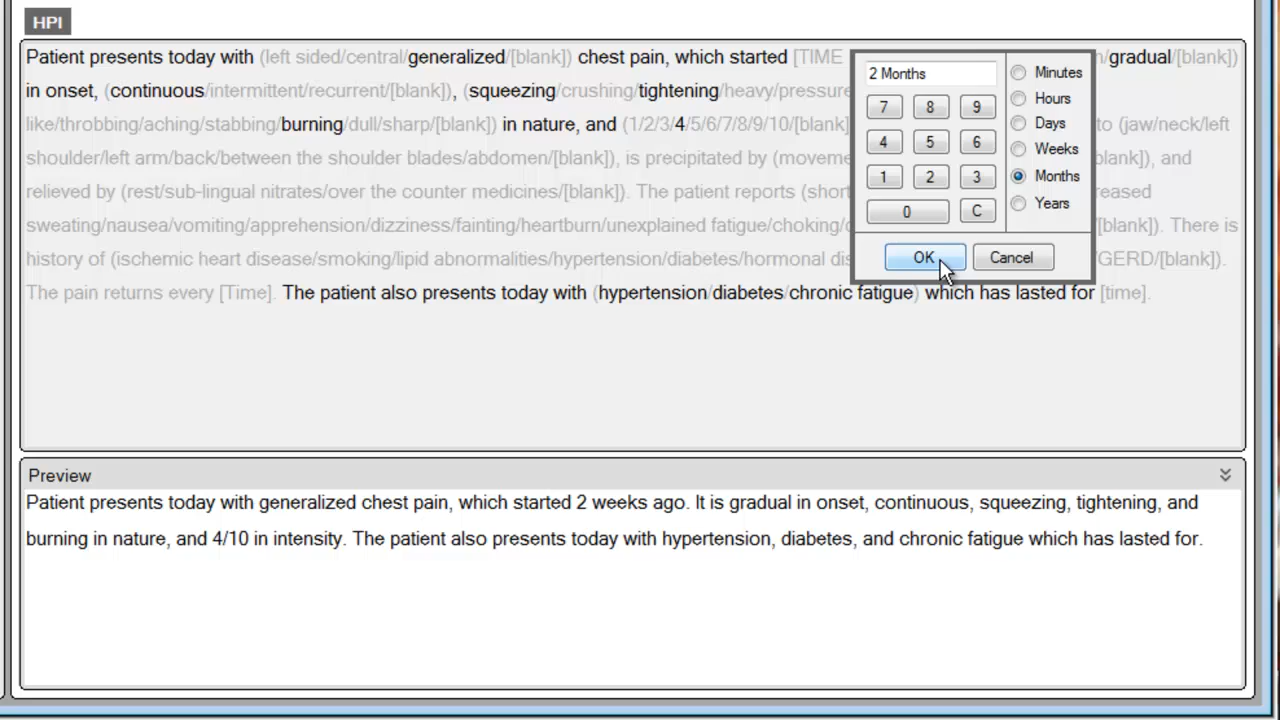 HPI
Patient presents today with (left sided/central/generalized/[blank]) chest pain, which started [TIME n/gradual/[blank])
in onset, (continuous/intermittent/recurrent/[blank]), (squeezing/crushing/tightening/heavy/pressure
like/throbbing/aching/stabbing/burning/dull/sharp/[blank]) in nature, and (1/2/3/4/5/6/7/8/9/10/[blank] to (jaw/neck/left
shoulder/left arm/back/between the shoulder blades/abdomen/[blank]), is precipitated by (moveme blank]), and
relieved by (rest/sub-lingual nitrates/over the counter medicines/[blank]). The patient reports (short reased
sweating/nausea/vomiting/apprehension/dizziness/fainting/heartburn/unexplained fatigue/choking/ [blank]). There is
history of (ischemic heart disease/smoking/lipid abnormalities/hypertension/diabetes/hormonal dis /GERD/[blank]).
The pain returns every [Time]. The patient also presents today with (hypertension/diabetes/chronic fatigue) which has lasted for [time].
2 Months
7 8 9
4 5 6
1 2 3
0 C
Minutes
Hours
Days
Weeks
Months
Years
OK Cancel
Preview
Patient presents today with generalized chest pain, which started 2 weeks ago. It is gradual in onset, continuous, squeezing, tightening, and
burning in nature, and 4/10 in intensity. The patient also presents today with hypertension, diabetes, and chronic fatigue which has lasted for.